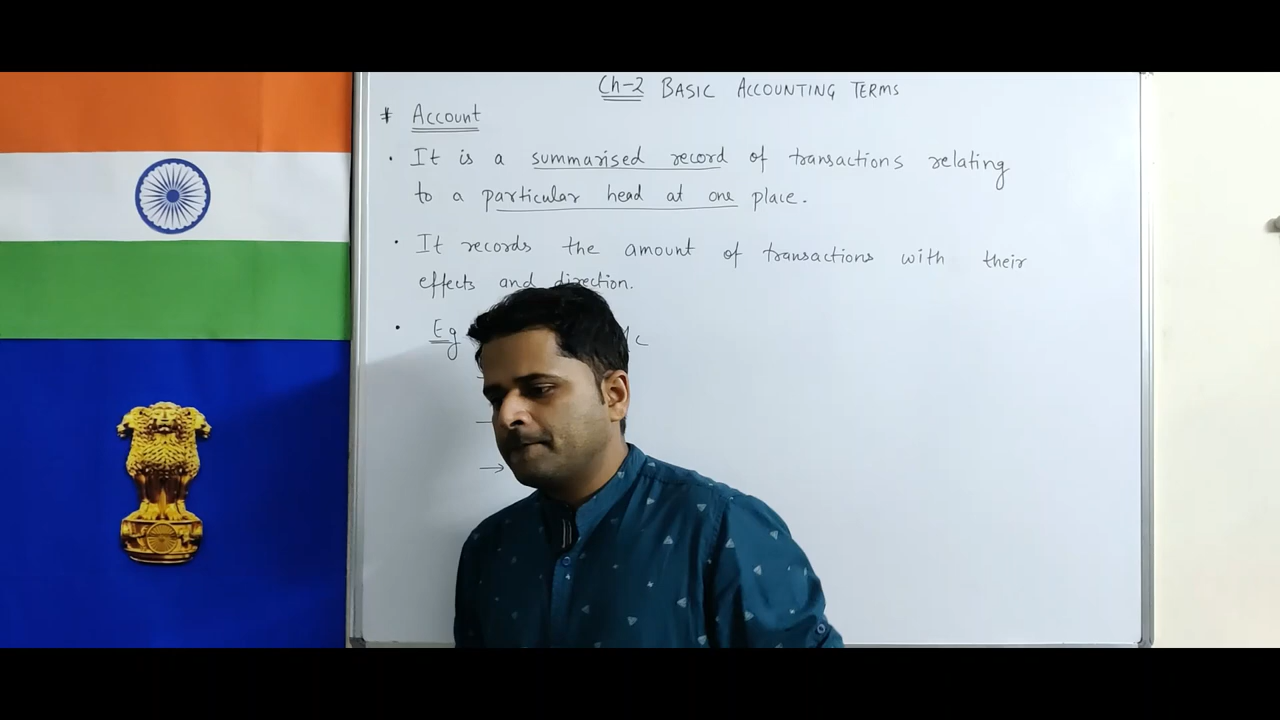 Ch-2 BASIC ACCOUNTING TERMS
* Account
• It is a summarised record of transactions relating
to a particular head at one place.
• It records the amount of transactions with their
effects and direction.
• Eg
→